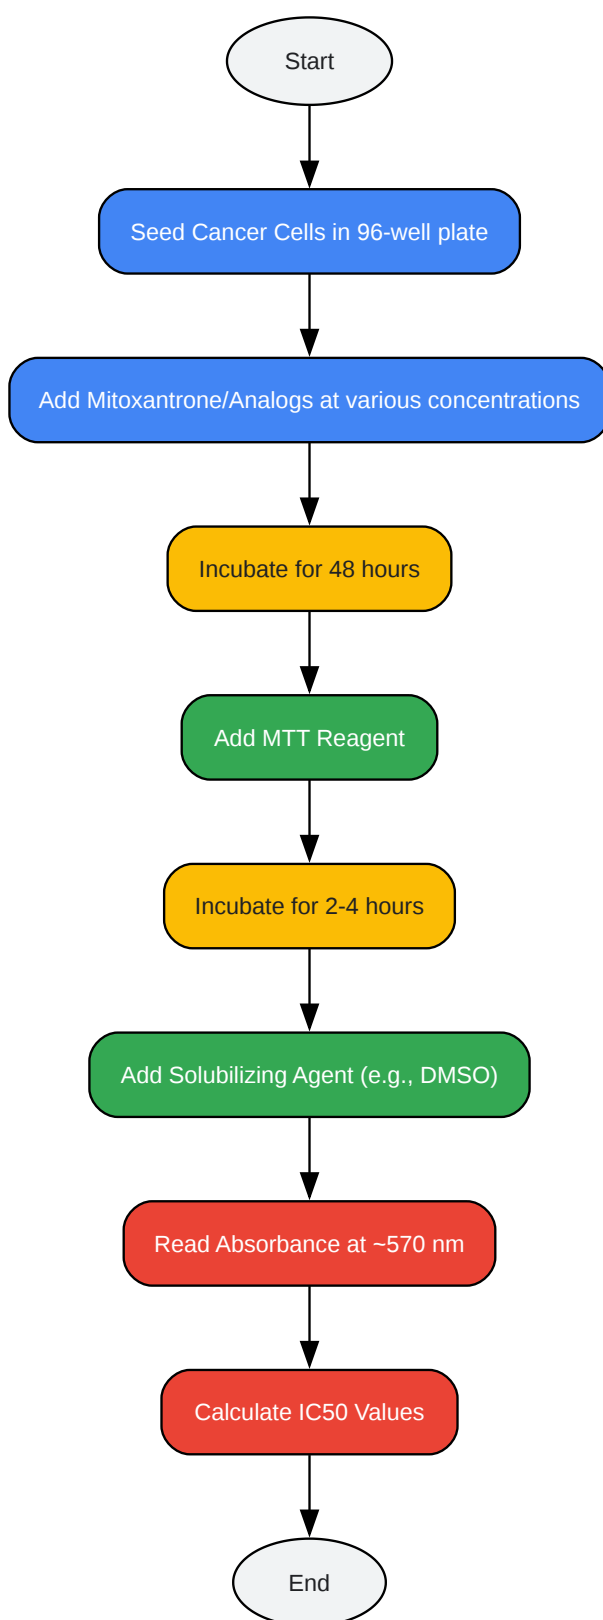 Start
Seed Cancer Cells in 96-well plate
Add Mitoxantrone/Analogs at various concentrations
Incubate for 48 hours
Add MTT Reagent
Incubate for 2-4 hours
Add Solubilizing Agent (e.g., DMSO)
Read Absorbance at ~570 nm
Calculate IC50 Values
End